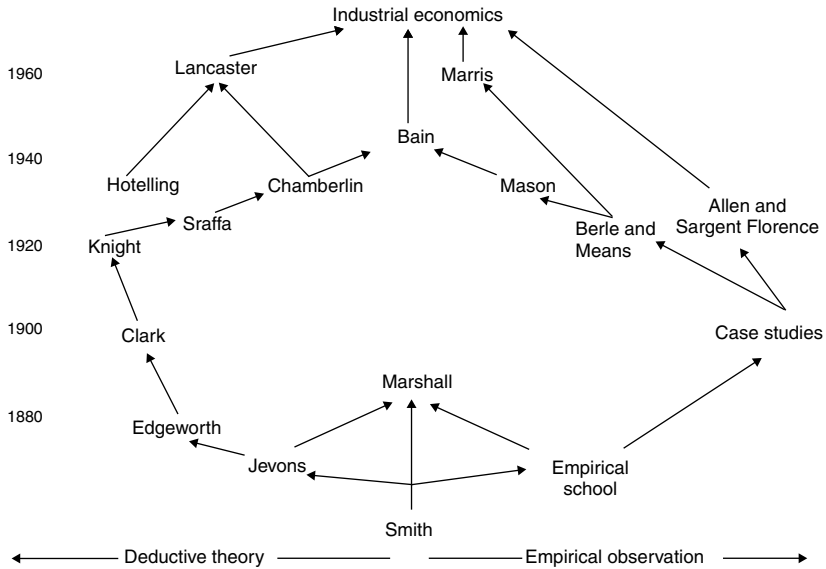 Industrial economics
Lancaster
Marris
1960
Bain
1940
Hotelling
Chamberlin
Mason
Allen and
Sargent Florence
Sraffa
Berle and
Means
Knight
1920
1900
Clark
Case studies
Marshall
1880
Edgeworth
Jevons
Empirical
school
Smith
Deductive theory
Empirical observation